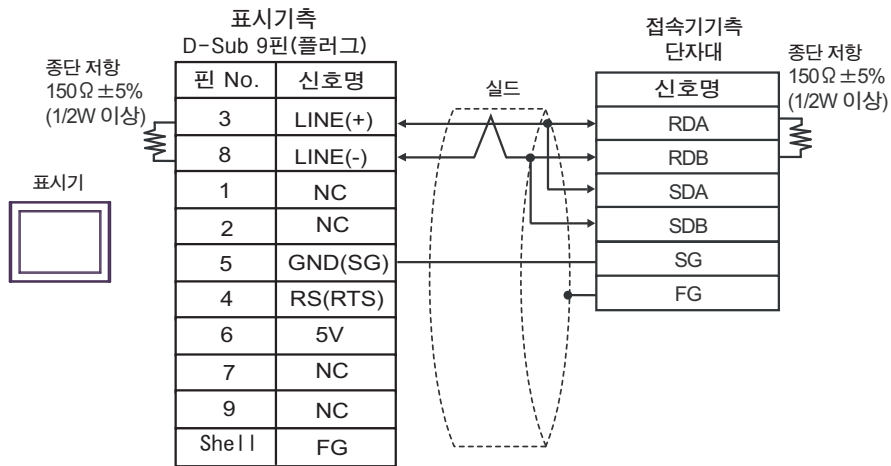 표시기측
D-Sub 9핀(플러그)
종단 저항
150Ω±5%
(1/2W 이상)
표시기
핀 No. 신호명
3 LINE(+)
8 LINE(-)
1 NC
2 NC
5 GND(SG)
4 RS(RTS)
6 5V
7 NC
9 NC
Shell FG
실드
접속기기측
단자대
신호명
RDA
RDB
SDA
SDB
SG
FG
종단 저항
150Ω±5%
(1/2W 이상)